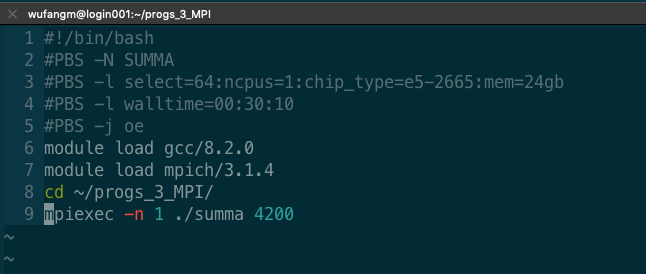 wufangm@login001:~/progs_3_MPI
1 #!/bin/bash
2 #PBS -N SUMMA
3 #PBS -l select=64:ncpus=1:chip_type=e5-2665:mem=24gb
4 #PBS -l walltime=00:30:10
5 #PBS -j oe
6 module load gcc/8.2.0
7 module load mpich/3.1.4
8 cd ~/progs_3_MPI/
9 mpiexec -n 1 ./summa 4200
~
~